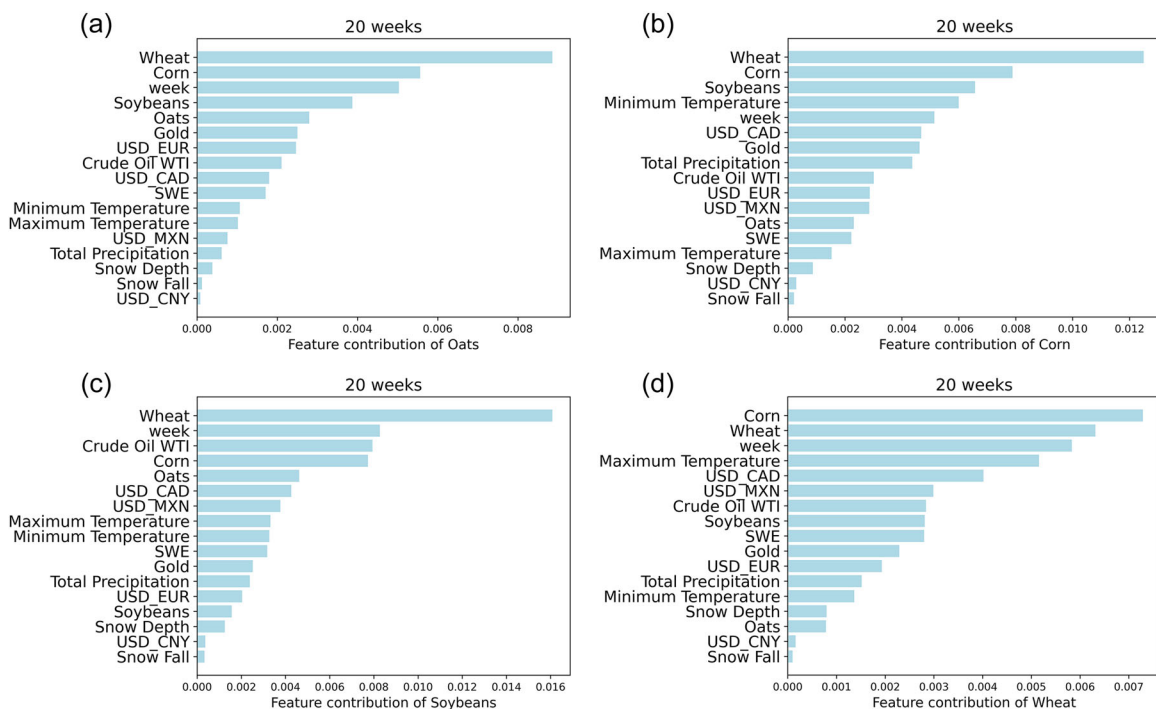 (a)
20 weeks
Wheat
Corn
week
Soybeans
Oats
Gold
USD_EUR
Crude Oil WTI
USD_CAD
SWE
Minimum Temperature
Maximum Temperature
USD_MXN
Total Precipitation
Snow Depth
Snow Fall
USD_CNY
0.000 0.002 0.004 0.006 0.008
Feature contribution of Oats
(b)
20 weeks
Wheat
Corn
Soybeans
Minimum Temperature
week
USD_CAD
Gold
Total Precipitation
Crude Oil WTI
USD_EUR
USD_MXN
Oats
SWE
Maximum Temperature
Snow Depth
USD_CNY
Snow Fall
0.000 0.002 0.004 0.006 0.008 0.010 0.012
Feature contribution of Corn
(c)
20 weeks
Wheat
week
Crude Oil WTI
Corn
Oats
USD_CAD
USD_MXN
Maximum Temperature
Minimum Temperature
SWE
Gold
Total Precipitation
USD_EUR
Soybeans
Snow Depth
USD_CNY
Snow Fall
0.000 0.002 0.004 0.006 0.008 0.010 0.012 0.014 0.016
Feature contribution of Soybeans
(d)
20 weeks
Corn
Wheat
week
Maximum Temperature
USD_CAD
USD_MXN
Crude Oil WTI
Soybeans
SWE
Gold
USD_EUR
Total Precipitation
Minimum Temperature
Snow Depth
Oats
USD_CNY
Snow Fall
0.000 0.001 0.002 0.003 0.004 0.005 0.006 0.007
Feature contribution of Wheat